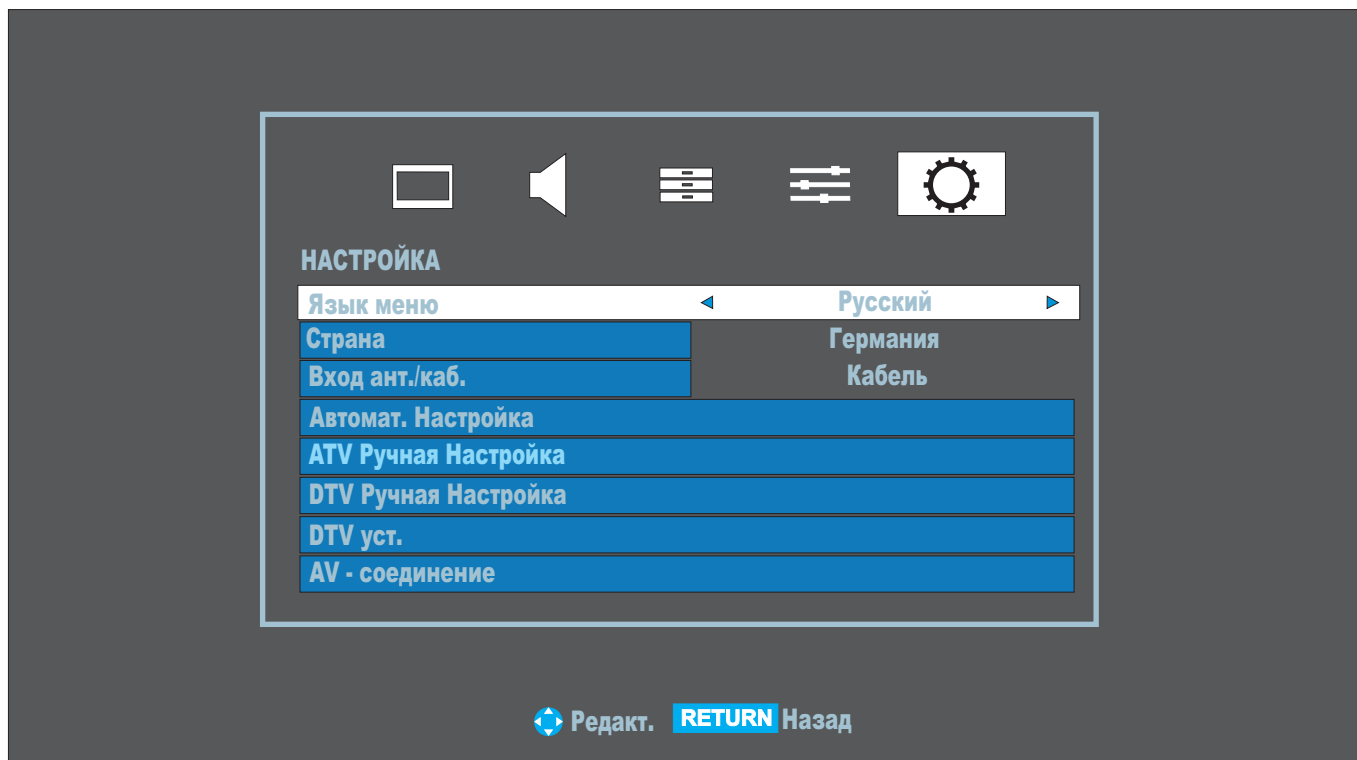 НАСТРОЙКА
Язык меню Русский
Страна Германия
Вход ант./каб. Кабель
Автомат. Настройка
ATV Ручная Настройка
DTV Ручная Настройка
DTV уст.
AV - соединение
Редакт. RETURN Назад